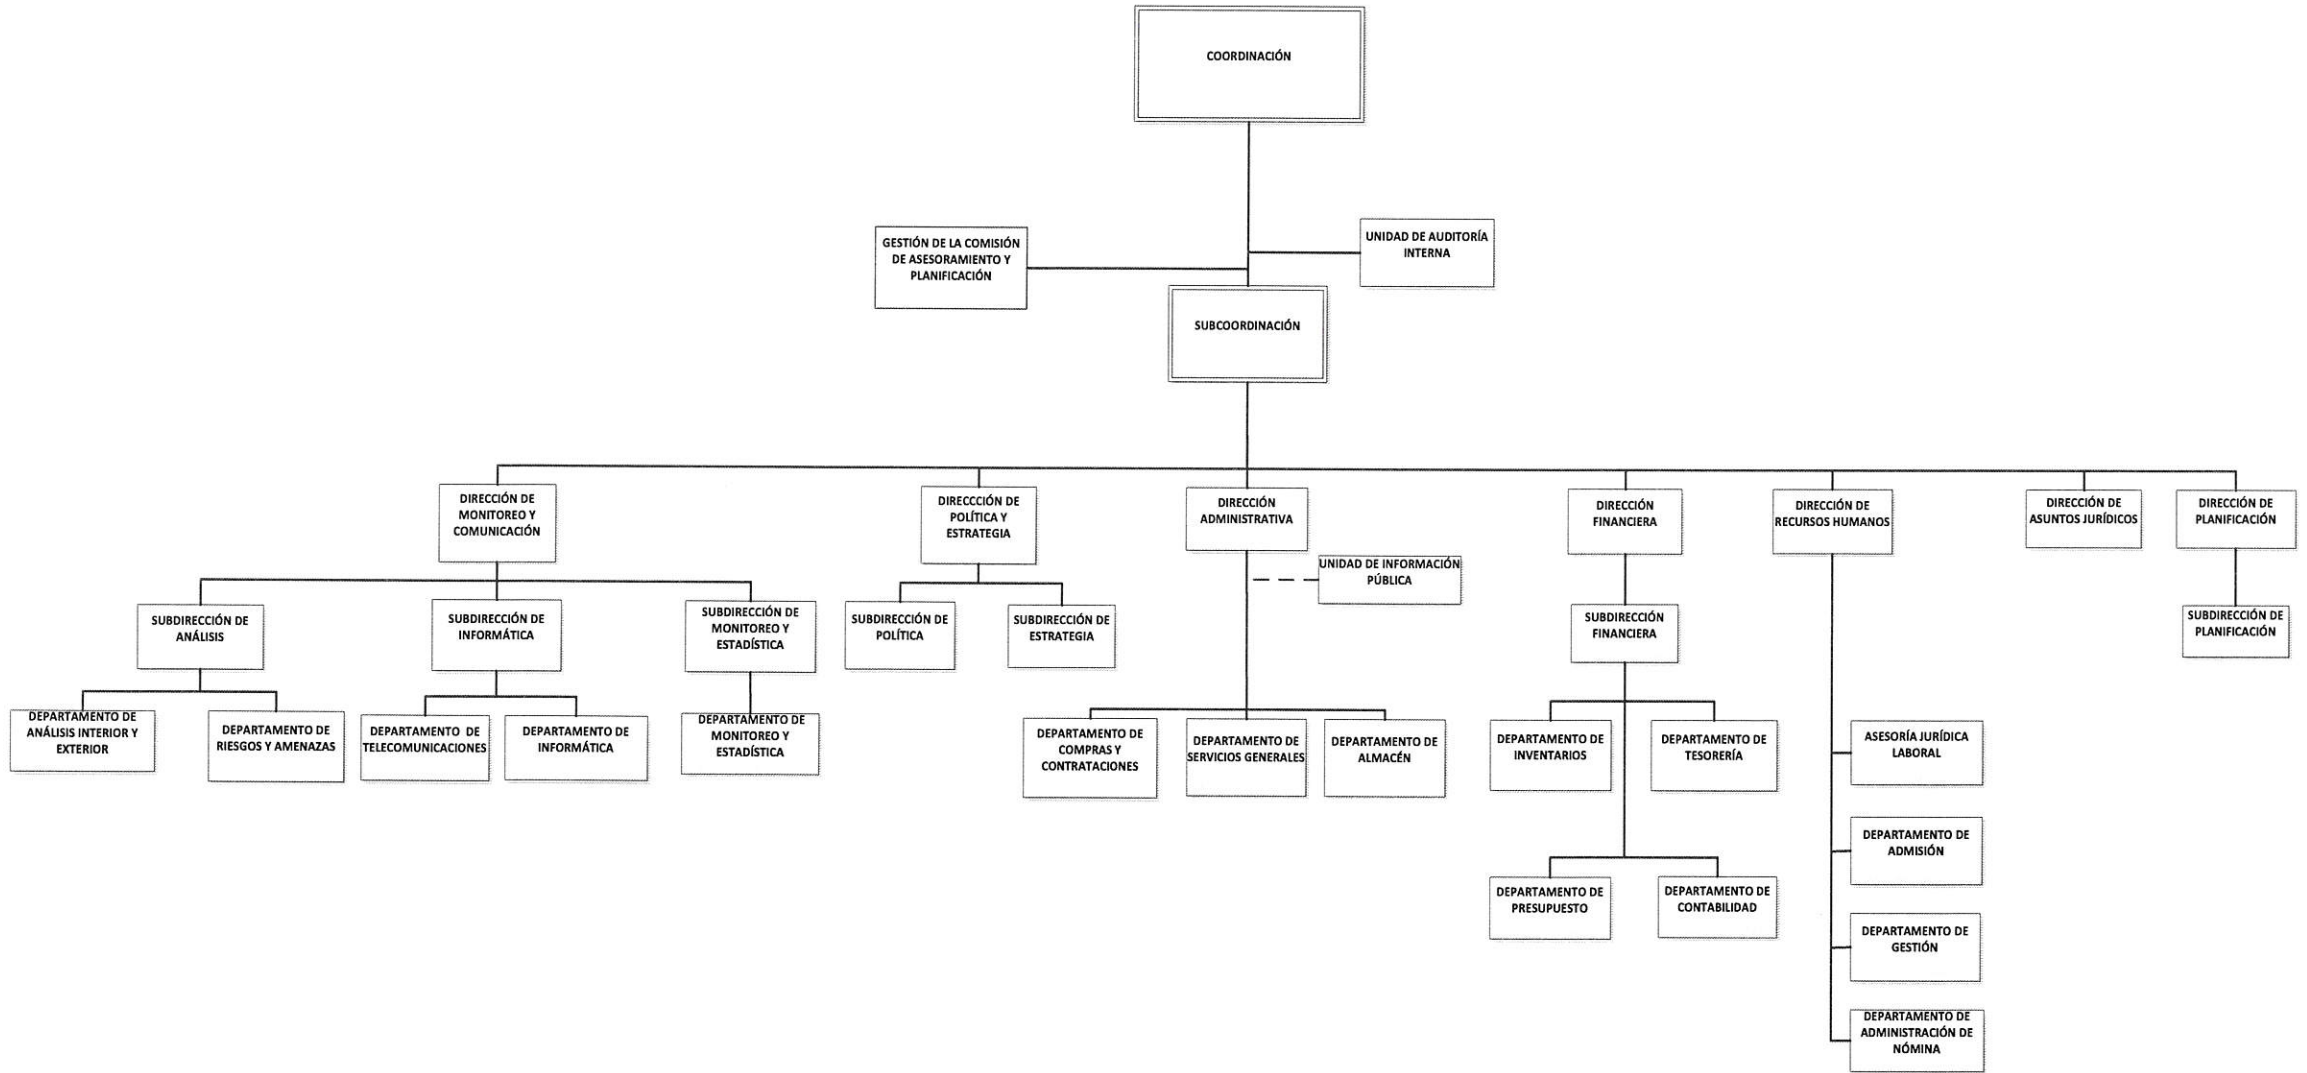 COORDINACIÓN
GESTIÓN DE LA COMISIÓN
DE ASESORAMIENTO Y
PLANIFICACIÓN
UNIDAD DE AUDITORÍA
INTERNA
SUBCOORDINACIÓN
DIRECCIÓN DE
MONITOREO Y
COMUNICACIÓN
DIRECCCIÓN DE
POLÍTICA Y
ESTRATEGIA
DIRECCIÓN
ADMINISTRATIVA
DIRECCIÓN
FINANCIERA
DIRECCIÓN DE
RECURSOS HUMANOS
DIRECCIÓN DE
ASUNTOS JURÍDICOS
DIRECCIÓN DE
PLANIFICACIÓN
UNIDAD DE INFORMACIÓN
PÚBLICA
SUBDIRECCIÓN DE
ANÁLISIS
SUBDIRECCIÓN DE
INFORMÁTICA
SUBDIRECCIÓN DE
MONITOREO Y
ESTADÍSTICA
SUBDIRECCIÓN DE
POLÍTICA
SUBDIRECCIÓN DE
ESTRATEGIA
SUBDIRECCIÓN
FINANCIERA
SUBDIRECCIÓN DE
PLANIFICACIÓN
DEPARTAMENTO DE
ANÁLISIS INTERIOR Y
EXTERIOR
DEPARTAMENTO DE
RIESGOS Y AMENAZAS
DEPARTAMENTO DE
TELECOMUNICACIONES
DEPARTAMENTO DE
INFORMÁTICA
DEPARTAMENTO DE
MONITOREO Y
ESTADÍSTICA
DEPARTAMENTO DE
COMPRAS Y
CONTRATACIONES
DEPARTAMENTO DE
SERVICIOS GENERALES
DEPARTAMENTO DE
ALMACÉN
DEPARTAMENTO DE
INVENTARIOS
DEPARTAMENTO DE
TESORERÍA
ASESORÍA JURÍDICA
LABORAL
DEPARTAMENTO DE
ADMISIÓN
DEPARTAMENTO DE
PRESUPUESTO
DEPARTAMENTO DE
CONTABILIDAD
DEPARTAMENTO DE
GESTIÓN
DEPARTAMENTO DE
ADMINISTRACIÓN DE
NÓMINA